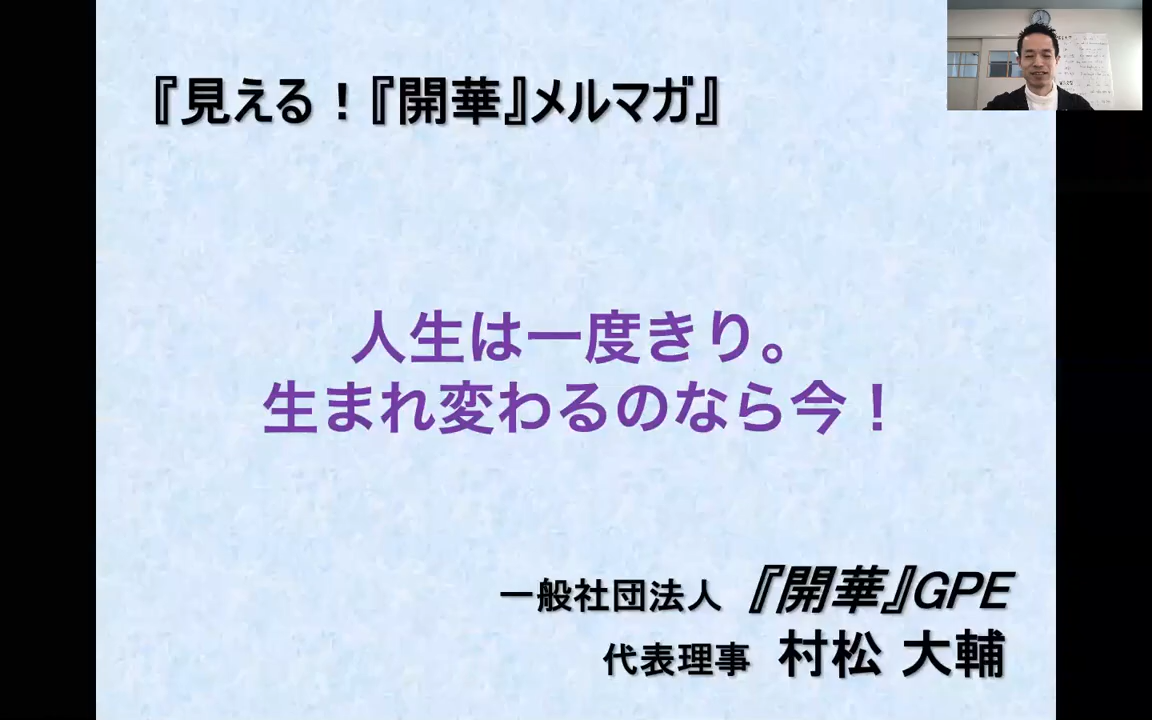 『見える！『開華』メルマガ』
人生は一度きり。
生まれ変わるのなら今！
一般社団法人 『開華』GPE
代表理事 村松 大輔